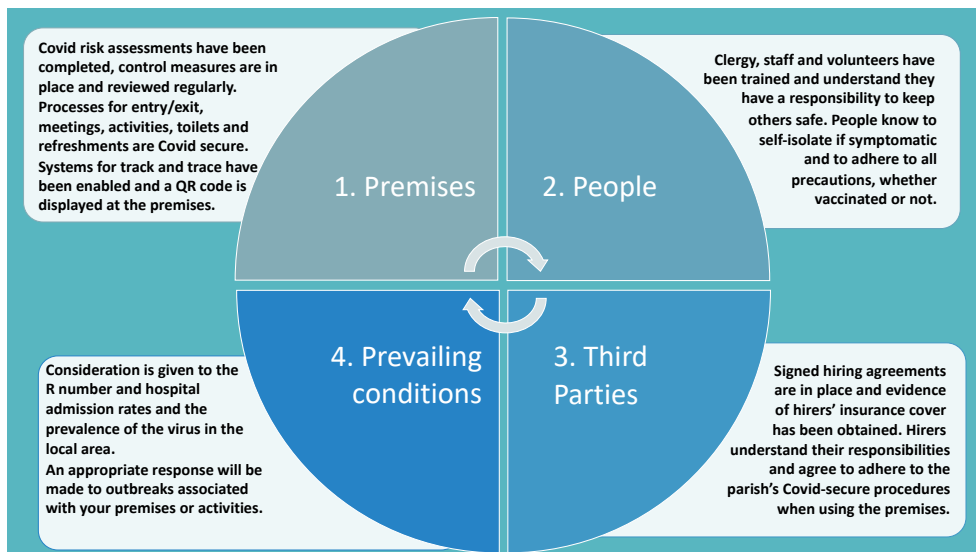 Covid risk assessments have been
completed, control measures are in
place and reviewed regularly.
Processes for entry/exit,
meetings, activities, toilets and
refreshments are Covid secure.
Systems for track and trace have
been enabled and a QR code is
displayed at the premises.
1. Premises
2. People
Clergy, staff and volunteers have
been trained and understand they
have a responsibility to keep
others safe. People know to
self-isolate if symptomatic
and to adhere to all
precautions, whether
vaccinated or not.
3. Third
Parties
Signed hiring agreements
are in place and evidence
of hirers’ insurance cover
has been obtained. Hirers
understand their responsibilities
and agree to adhere to the
parish’s Covid-secure procedures
when using the premises.
4. Prevailing
conditions
Consideration is given to the
R number and hospital
admission rates and the
prevalence of the virus in the
local area.
An appropriate response will be
made to outbreaks associated
with your premises or activities.